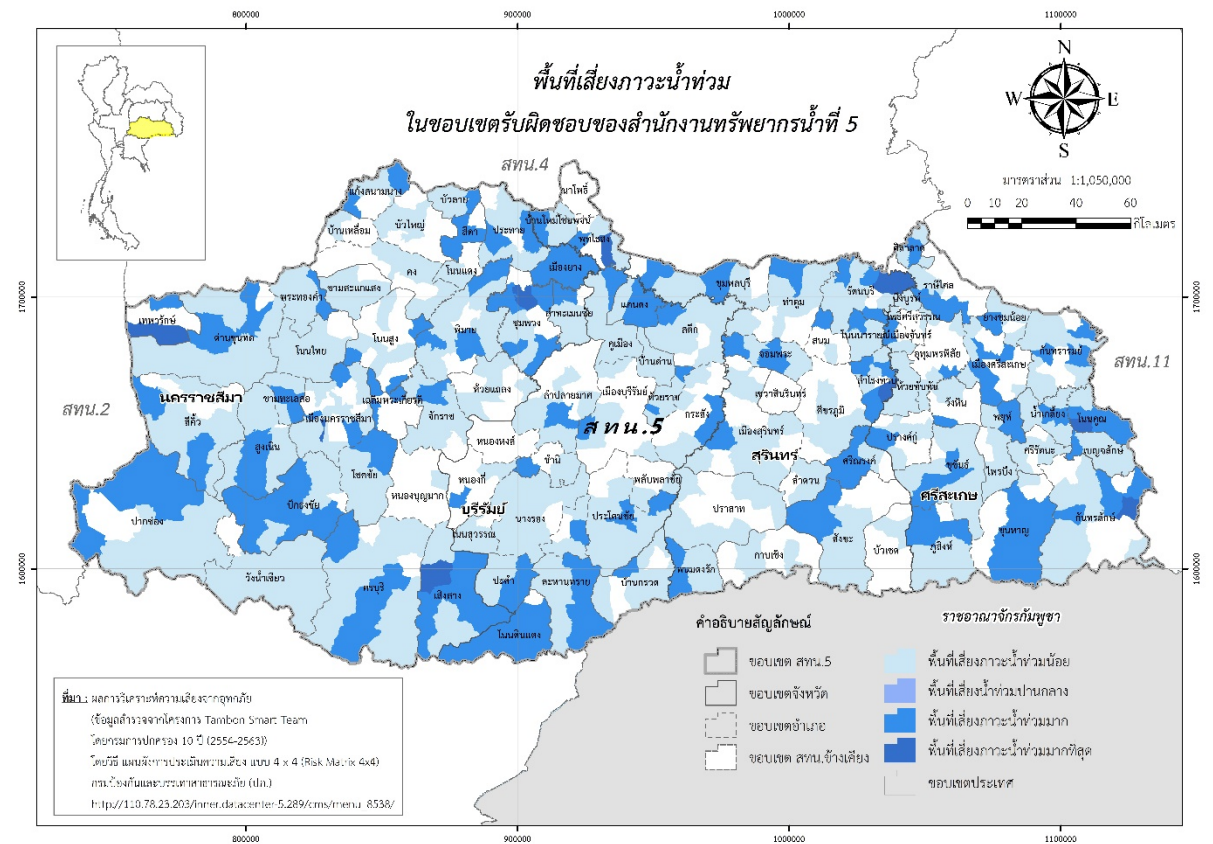 800000
900000
1000000
1100000
พื้นที่เสี่ยงภาวะน้ำท่วม
ในขอบเขตรับผิดชอบของสำนักงานทรัพยากรน้ำที่ 5
N
W
E
S
มาตราส่วน 1:1,050,000
0 5 10 20 40 60
กิโลเมตร
สทน.4
นาโพธิ์
แก้งสนามนาง
บัวลาย
บ้านใหม่ไชยพจน์
บ้านเหลื่อม
บัวใหญ่
สีดา
ประทาย
พุทไธสง
ศิลาลาด
คง
โนนแดง
เมืองยาง
ขามสะแกแสง
พระทองคำ
ชุมพลบุรี
ท่าตูม
รัตนบุรี
ราษีไศล
บึงบูรพ์
1700000
1700000
เทพารักษ์
ด่านขุนทด
โนนไทย
โนนสูง
พิมาย
ชุมพวง
ลำทะเมนชัย
แคนดง
สตึก
คูเมือง
บ้านด่าน
จอมพระ
สนม
โนนนารายณ์
เมืองจันทร์
โพธิ์ศรีสุวรรณ
ยางชุมน้อย
อุทุมพรพิสัย
เมืองศรีสะเกษ
กันทรารมย์
สทน.11
สทน.2
นครราชสีมา
สีคิ้ว
ขามทะเลสอ
เมืองนครราชสีมา
เฉลิมพระเกียรติ
จักราช
ห้วยแถลง
ลำปลายมาศ
เมืองบุรีรัมย์
ห้วยราช
กระสัง
เขวาสินรินทร์
ศีขรภูมิ
สำโรงทาบ
ห้วยทับทัน
วังหิน
พยุห์
น้ำเกลี้ยง
โนนคูณ
สูงเนิน
หนองหงส์
สทน.5
เมืองสุรินทร์
สุรินทร์
ปรางค์กู่
ศรีรัตนะ
เบญจลักษ์
โชคชัย
หนองกี่
ชำนิ
พลับพลาชัย
ลำดวน
ศรีณรงค์
ขุขันธ์
ไพรบึง
ปากช่อง
ปักธงชัย
หนองบุญมาก
บุรีรัมย์
นางรอง
ประโคนชัย
ปราสาท
ศรีสะเกษ
กันทรลักษ์
โนนสุวรรณ
กาบเชิง
สังขะ
บัวเชด
ภูสิงห์
ขุนหาญ
1600000
1600000
วังน้ำเขียว
ครบุรี
เสิงสาง
ปะคำ
ละหานทราย
บ้านกรวด
พนมดงรัก
โนนดินแดง
คำอธิบายสัญลักษณ์
ราชอาณาจักรกัมพูชา
ขอบเขต สทน.5
ขอบเขตจังหวัด
ขอบเขตอำเภอ
ขอบเขต สทน.ข้างเคียง
พื้นที่เสี่ยงภาวะน้ำท่วมน้อย
พื้นที่เสี่ยงน้ำท่วมปานกลาง
พื้นที่เสี่ยงภาวะน้ำท่วมมาก
พื้นที่เสี่ยงภาวะน้ำท่วมมากที่สุด
ขอบเขตประเทศ
ที่มา : ผลการวิเคราะห์ความเสี่ยงจากอุทกภัย
(ข้อมูลสำรวจจากโครงการ Tambon Smart Team
โดยกรมการปกครอง 10 ปี (2554-2563))
โดยวิธี แผนผังการประเมินความเสี่ยง แบบ 4 x 4 (Risk Matrix 4x4)
กรมป้องกันและบรรเทาสาธารณะภัย (ปภ.)
http://110.78.23.203/inner.datacenter-5.289/cms/menu_8538/
800000
900000
1000000
1100000